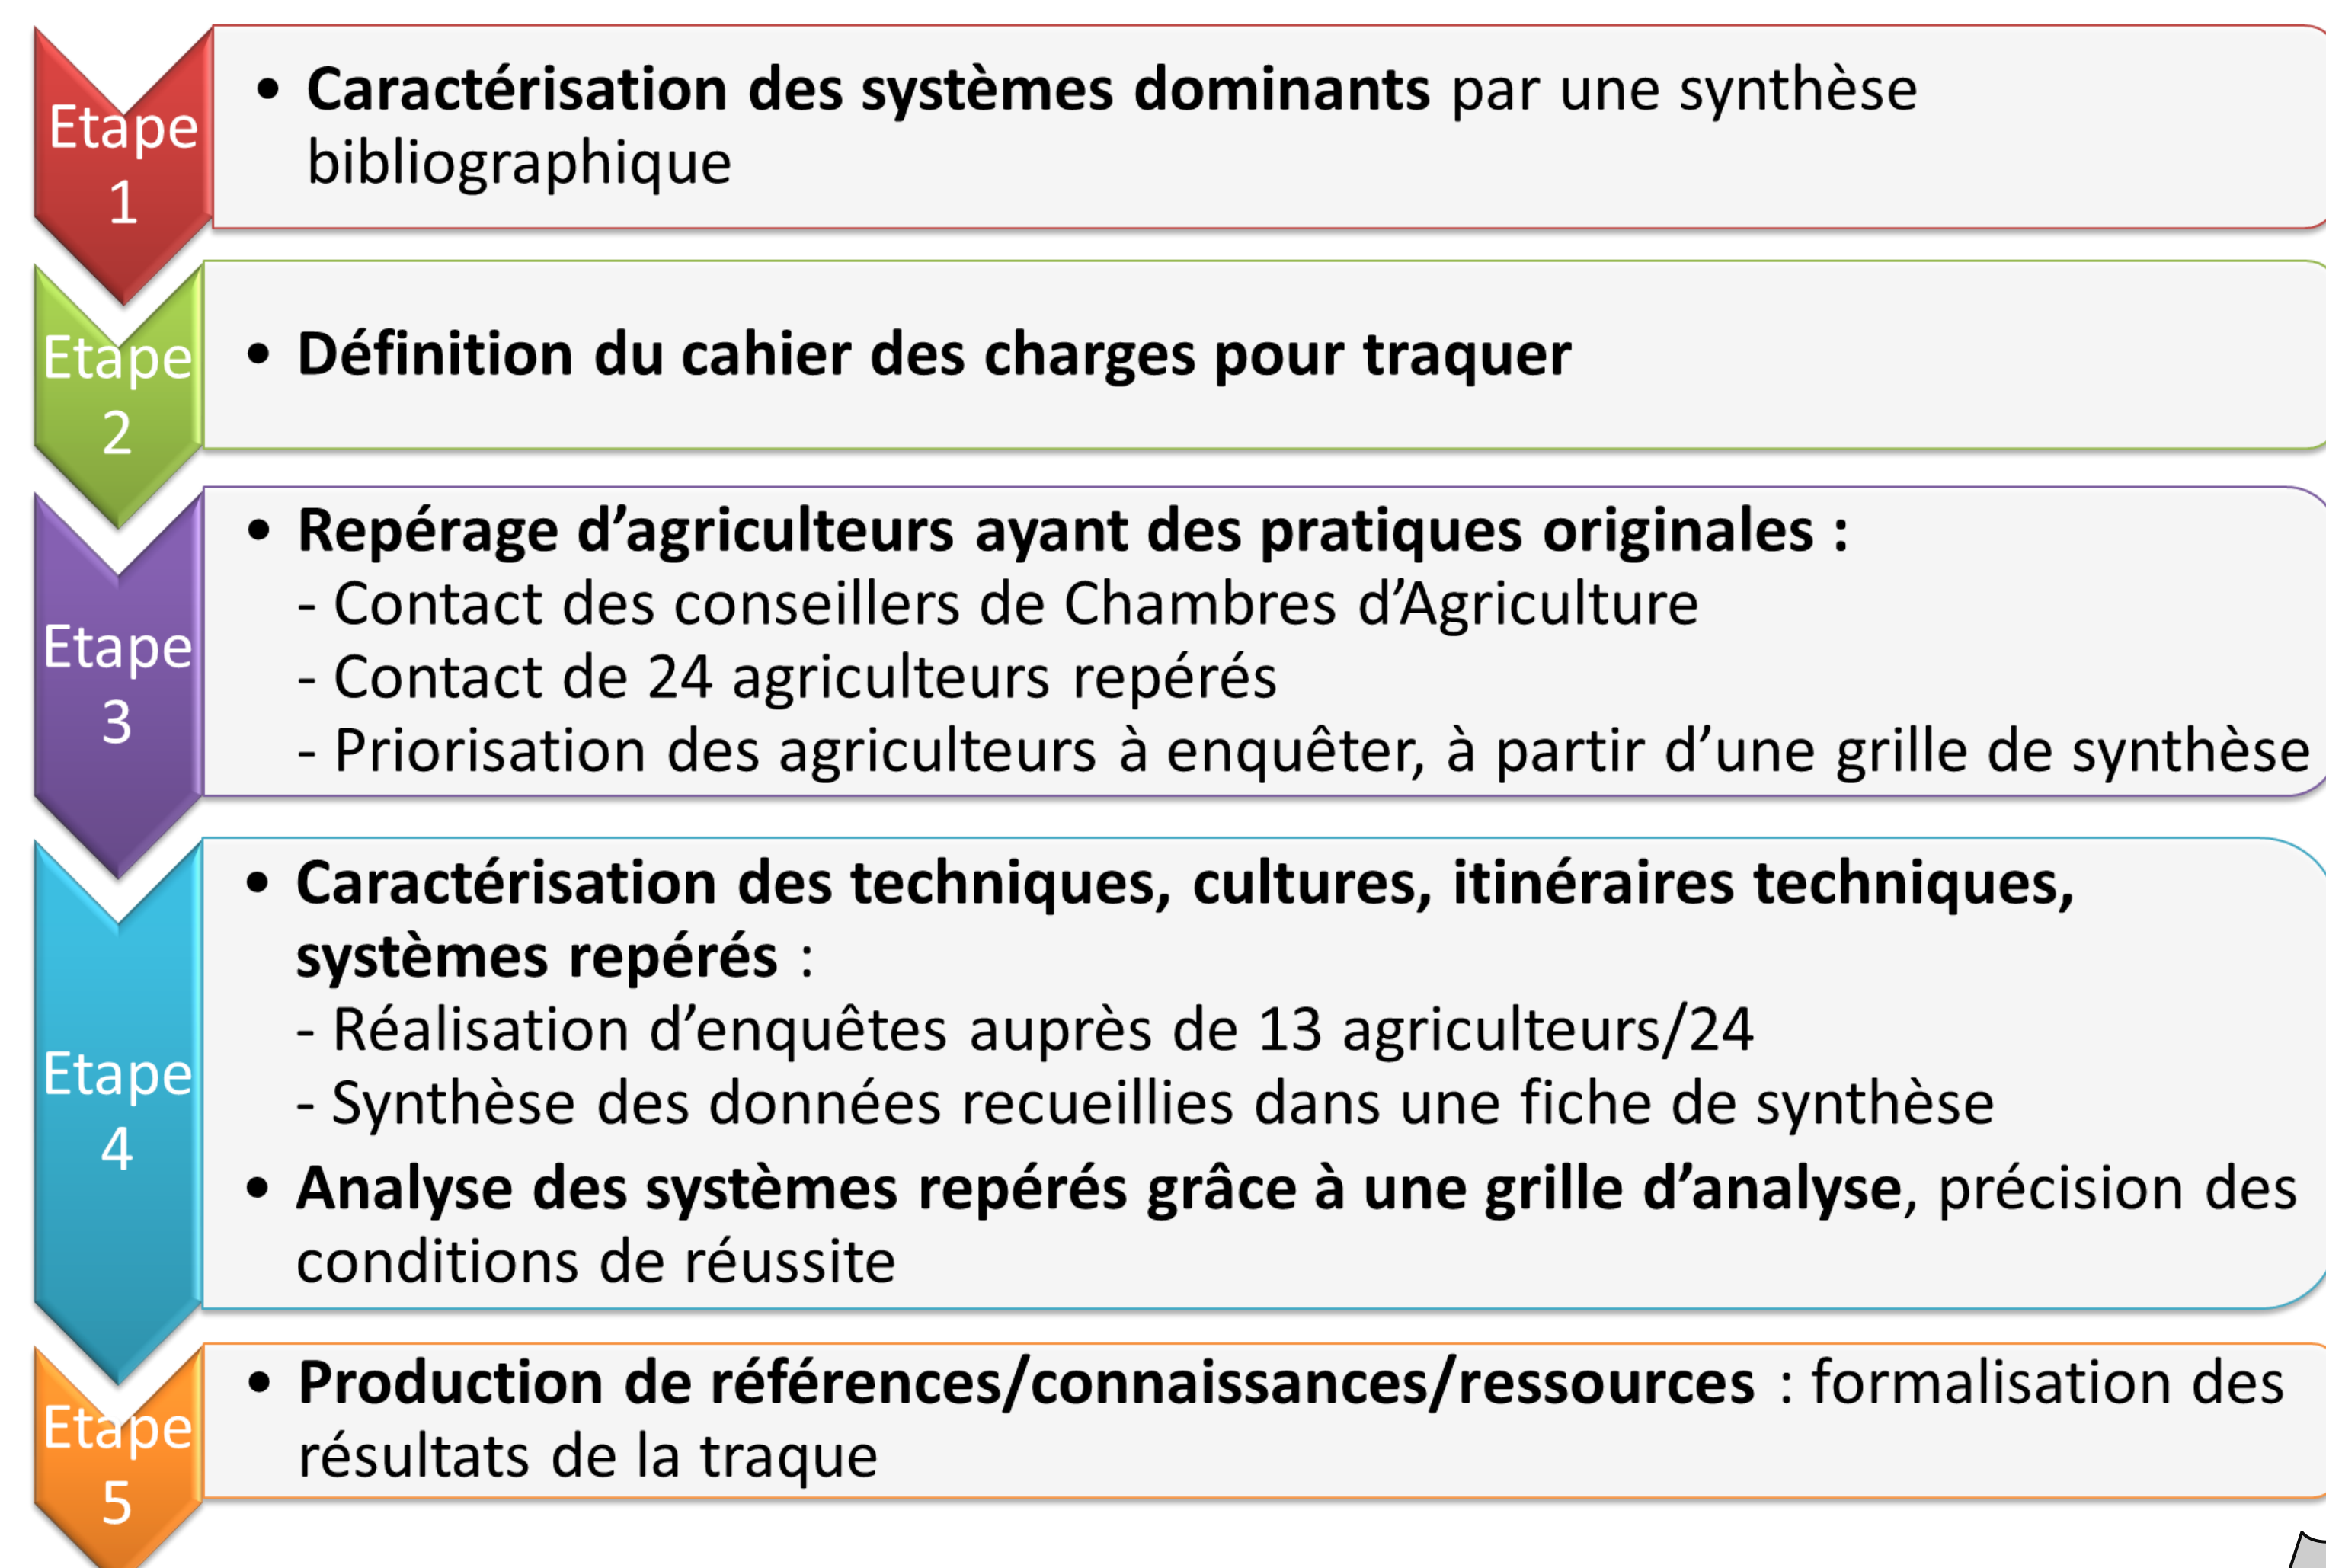 Etape
1
• Caractérisation des systèmes dominants par une synthèse
bibliographique
Etape
2
• Définition du cahier des charges pour traquer
Etape
3
• Repérage d’agriculteurs ayant des pratiques originales :
- Contact des conseillers de Chambres d’Agriculture
- Contact de 24 agriculteurs repérés
- Priorisation des agriculteurs à enquêter, à partir d’une grille de synthèse
Etape
4
• Caractérisation des techniques, cultures, itinéraires techniques,
systèmes repérés :
- Réalisation d’enquêtes auprès de 13 agriculteurs/24
- Synthèse des données recueillies dans une fiche de synthèse
• Analyse des systèmes repérés grâce à une grille d’analyse, précision des
conditions de réussite
Etape
5
• Production de références/connaissances/ressources : formalisation des
résultats de la traque